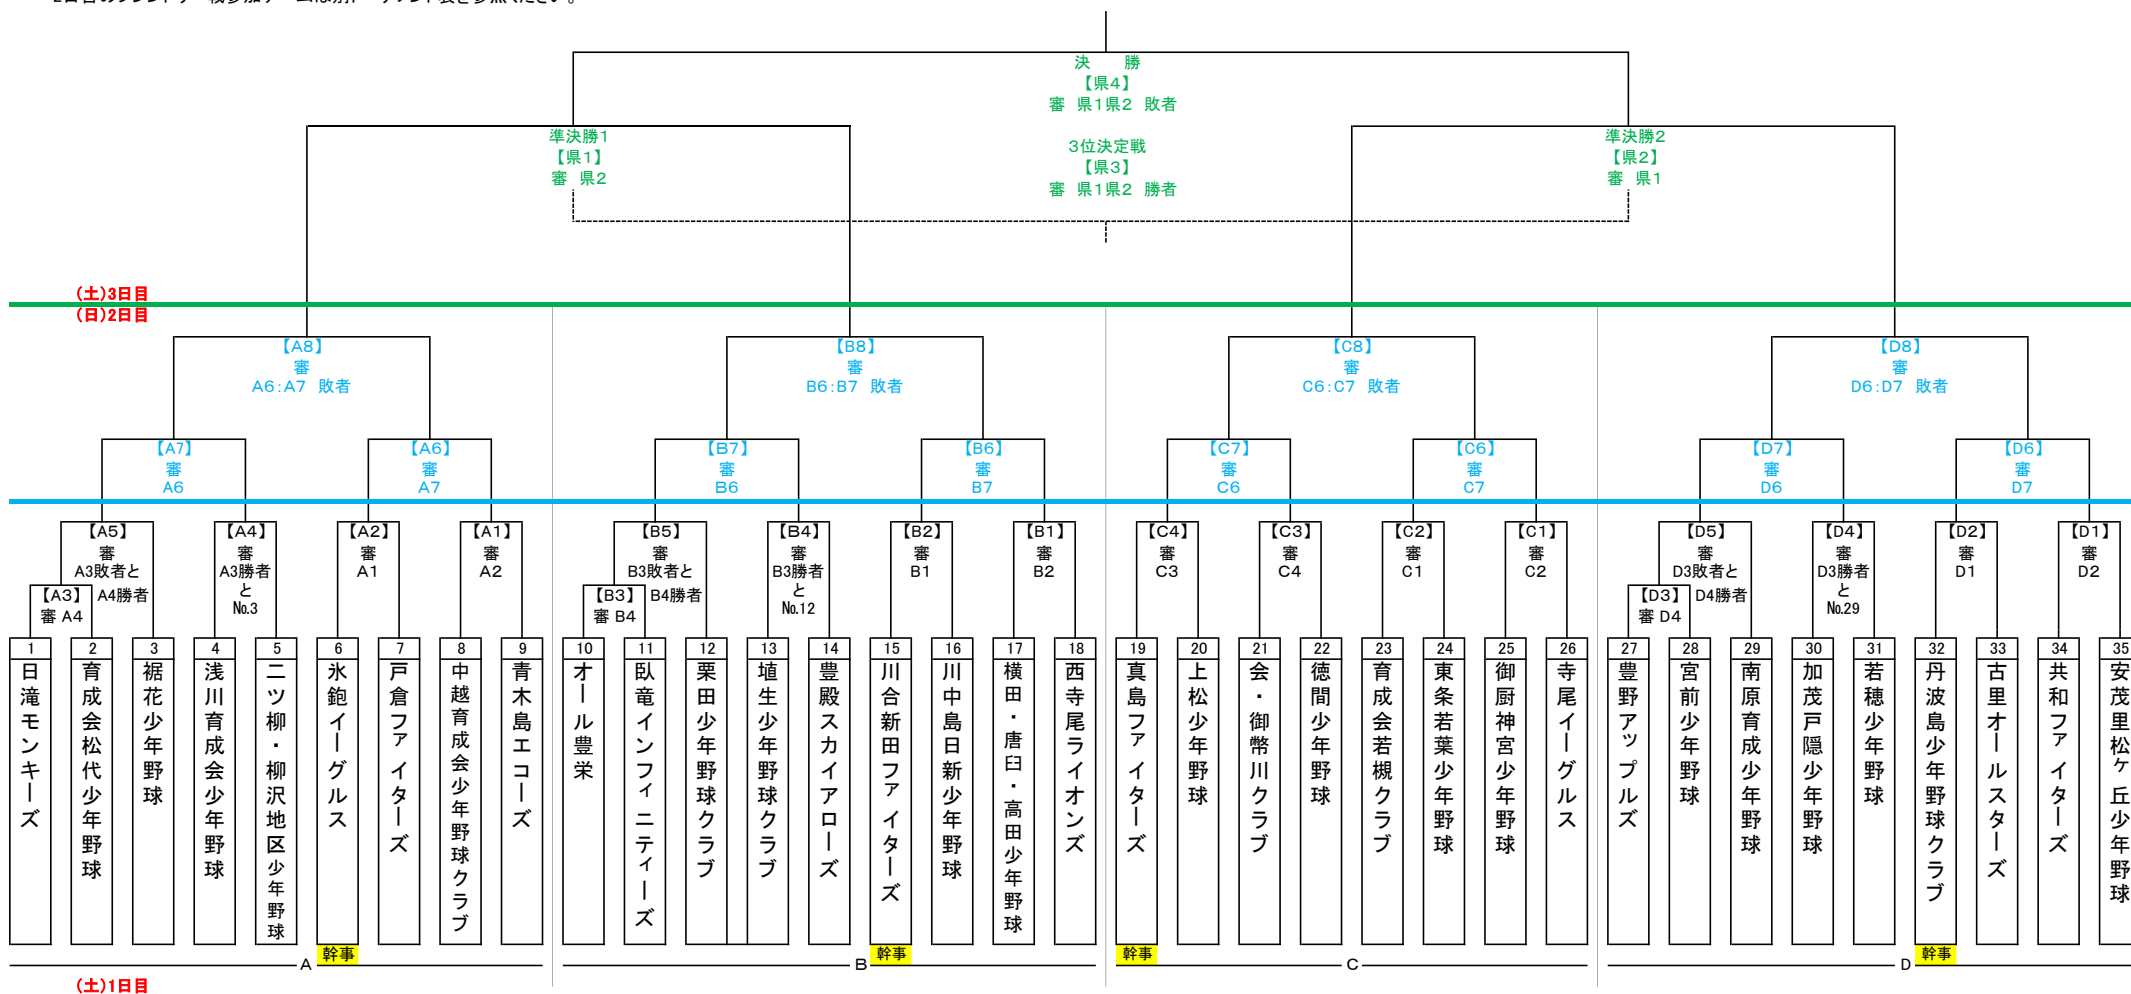 決　勝
【県4】
審 県1県2 敗者
準決勝1
【県1】
審 県2
3位決定戦
【県3】
審 県1県2 勝者
準決勝2
【県2】
審 県1
(土)3日目
(日)2日目
【A8】
審
A6:A7 敗者
【B8】
審
B6:B7 敗者
【C8】
審
C6:C7 敗者
【D8】
審
D6:D7 敗者
【A7】
審
A6
【A6】
審
A7
【B7】
審
B6
【B6】
審
B7
【C7】
審
C6
【C6】
審
C7
【D7】
審
D6
【D6】
審
D7
【A5】
審
A3敗者と
A4勝者
【A3】
審 A4
【A4】
審
A3勝者
と
№3
【A2】
審
A1
【A1】
審
A2
【B5】
審
B3敗者と
B4勝者
【B3】
審 B4
【B4】
審
B3勝者
と
№12
【B2】
審
B1
【B1】
審
B2
【C4】
審
C3
【C3】
審
C4
【C2】
審
C1
【C1】
審
C2
【D5】
審
D3敗者と
D4勝者
【D3】
審 D4
【D4】
審
D3勝者
と
№29
【D2】
審
D1
【D1】
審
D2
1
日滝モンキーズ
2
育成会松代少年野球
3
裾花少年野球
4
浅川育成会少年野球
5
二ツ柳・柳沢地区少年野球
6
氷鉋イーグルス
7
戸倉ファイターズ
8
中越育成会少年野球クラブ
9
青木島エコーズ
10
オール豊栄
11
臥竜インフィニティーズ
12
栗田少年野球クラブ
13
埴生少年野球クラブ
14
豊殿スカイアローズ
15
川合新田ファイターズ
16
川中島日新少年野球
17
横田・唐臼・高田少年野球
18
西寺尾ライオンズ
19
真島ファイターズ
20
上松少年野球
21
会・御幣川クラブ
22
徳間少年野球
23
育成会若槻クラブ
24
東条若葉少年野球
25
御厨神宮少年野球
26
寺尾イーグルス
27
豊野アップルズ
28
宮前少年野球
29
南原育成少年野球
30
加茂戸隠少年野球
31
若穂少年野球
32
丹波島少年野球クラブ
33
古里オールスターズ
34
共和ファイターズ
35
安茂里松ヶ丘少年野球
幹事
幹事
幹事
幹事
A
B
C
D
(土)1日目